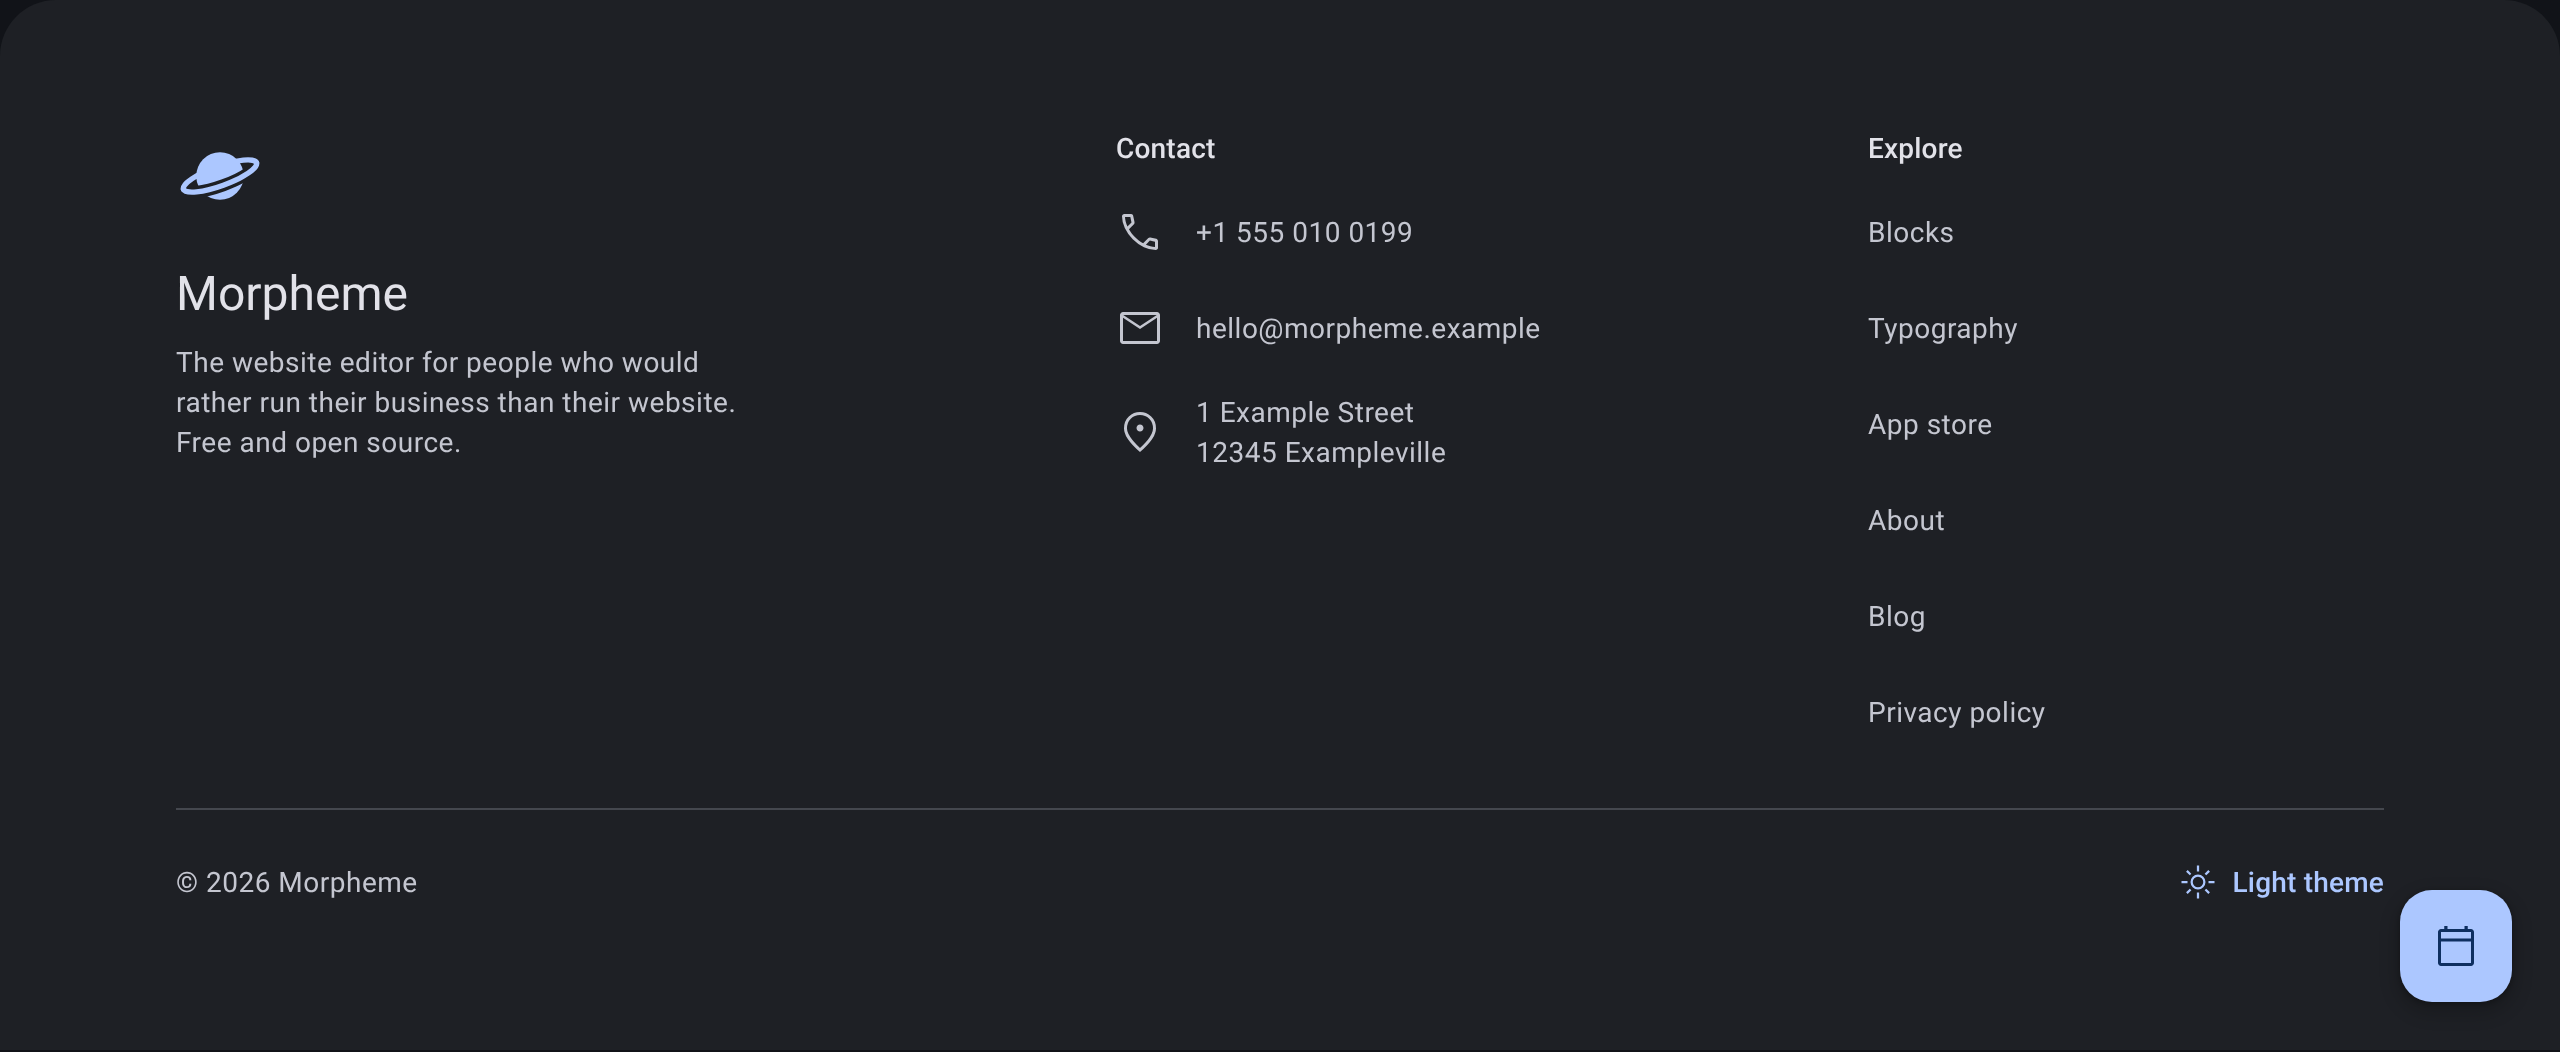 Morpheme
The website editor for people who would
rather run their business than their website.
Free and open source.
Contact
+1 555 010 0199
hello@morpheme.example
1 Example Street
12345 Exampleville
Explore
Blocks
Typography
App store
About
Blog
Privacy policy
© 2026 Morpheme
Light theme